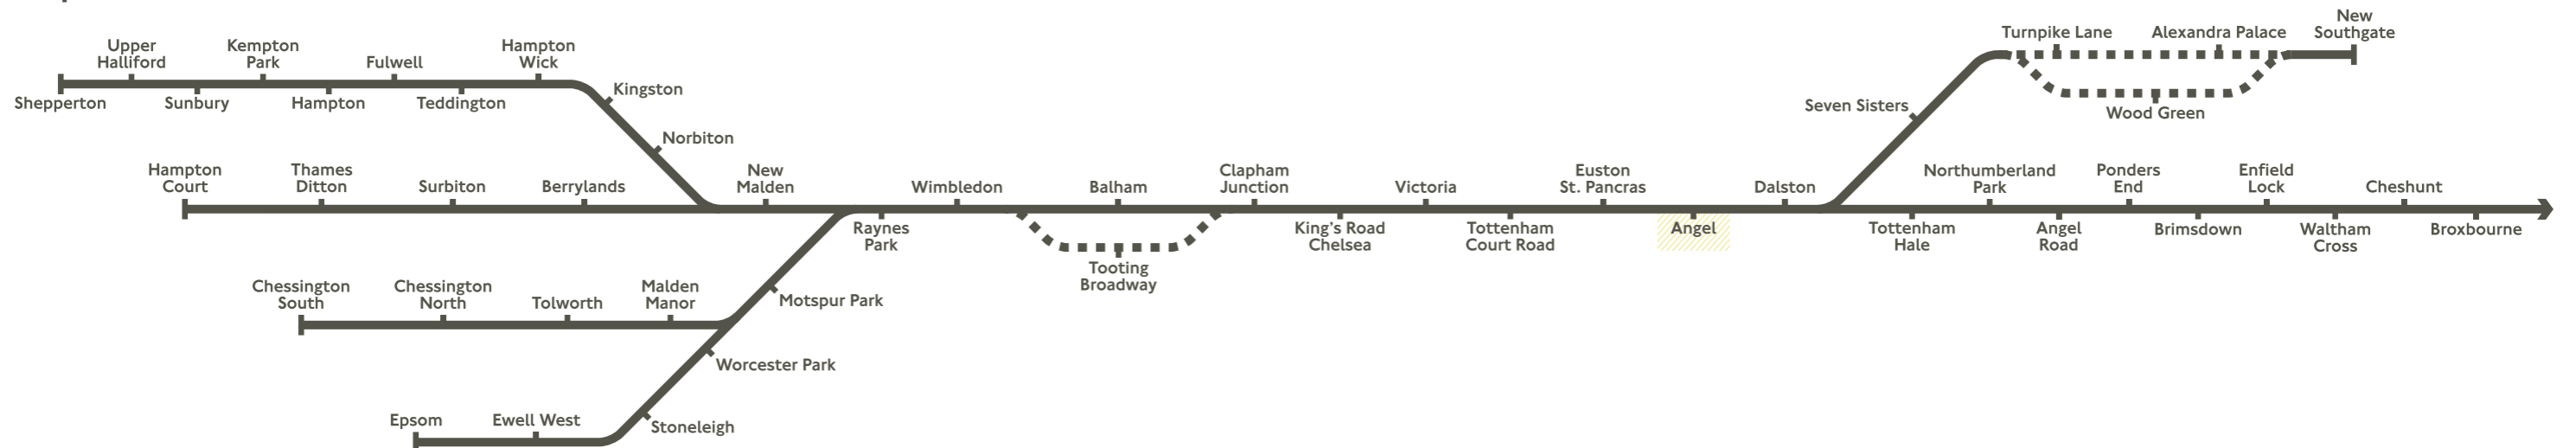 New
Southgate
Turnpike Lane
Alexandra Palace
Upper
Halliford
Kempton
Park
Fulwell
Hampton
Wick
Kingston
Shepperton
Sunbury
Hampton
Teddington
Seven Sisters
Wood Green
Norbiton
Hampton
Court
Thames
Ditton
Surbiton
Berrylands
New
Malden
Wimbledon
Balham
Clapham
Junction
Victoria
Euston
St. Pancras
Dalston
Northumberland
Park
Ponders
End
Enfield
Lock
Cheshunt
Raynes
Park
King's Road
Chelsea
Tottenham
Court Road
Angel
Tottenham
Hale
Angel
Road
Brimsdown
Waltham
Cross
Broxbourne
Tooting
Broadway
Chessington
South
Chessington
North
Tolworth
Malden
Manor
Motspur Park
Worcester Park
Epsom
Ewell West
Stoneleigh